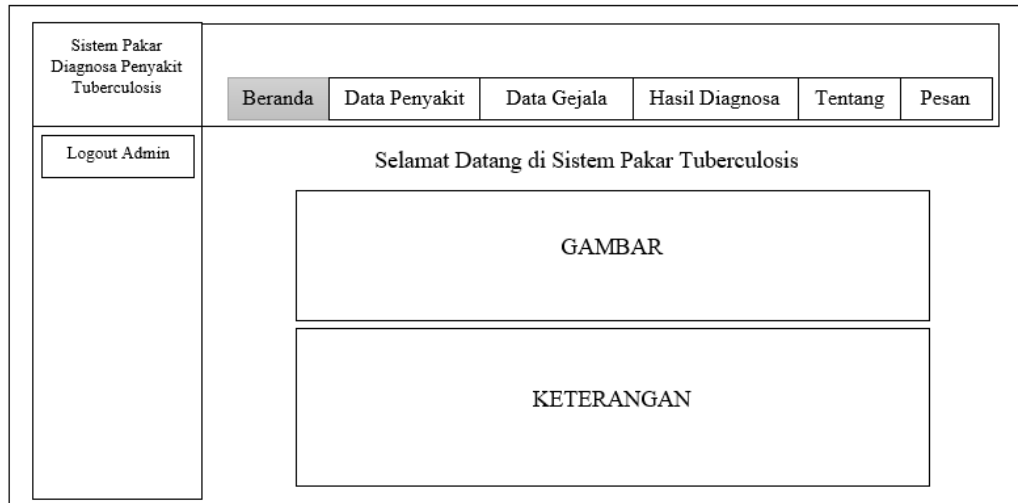 Sistem Pakar
Diagnosa Penyakit
Tuberculosis
Beranda Data Penyakit Data Gejala Hasil Diagnosa Tentang Pesan
Logout Admin
Selamat Datang di Sistem Pakar Tuberculosis
GAMBAR
KETERANGAN